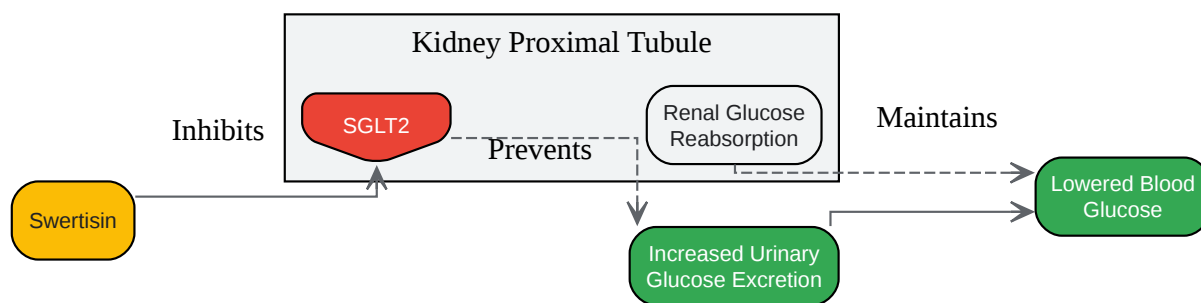 Kidney Proximal Tubule
Inhibits
SGLT2
Prevents
Renal Glucose
Reabsorption
Maintains
Swertisin
Lowered Blood
Glucose
Increased Urinary
Glucose Excretion